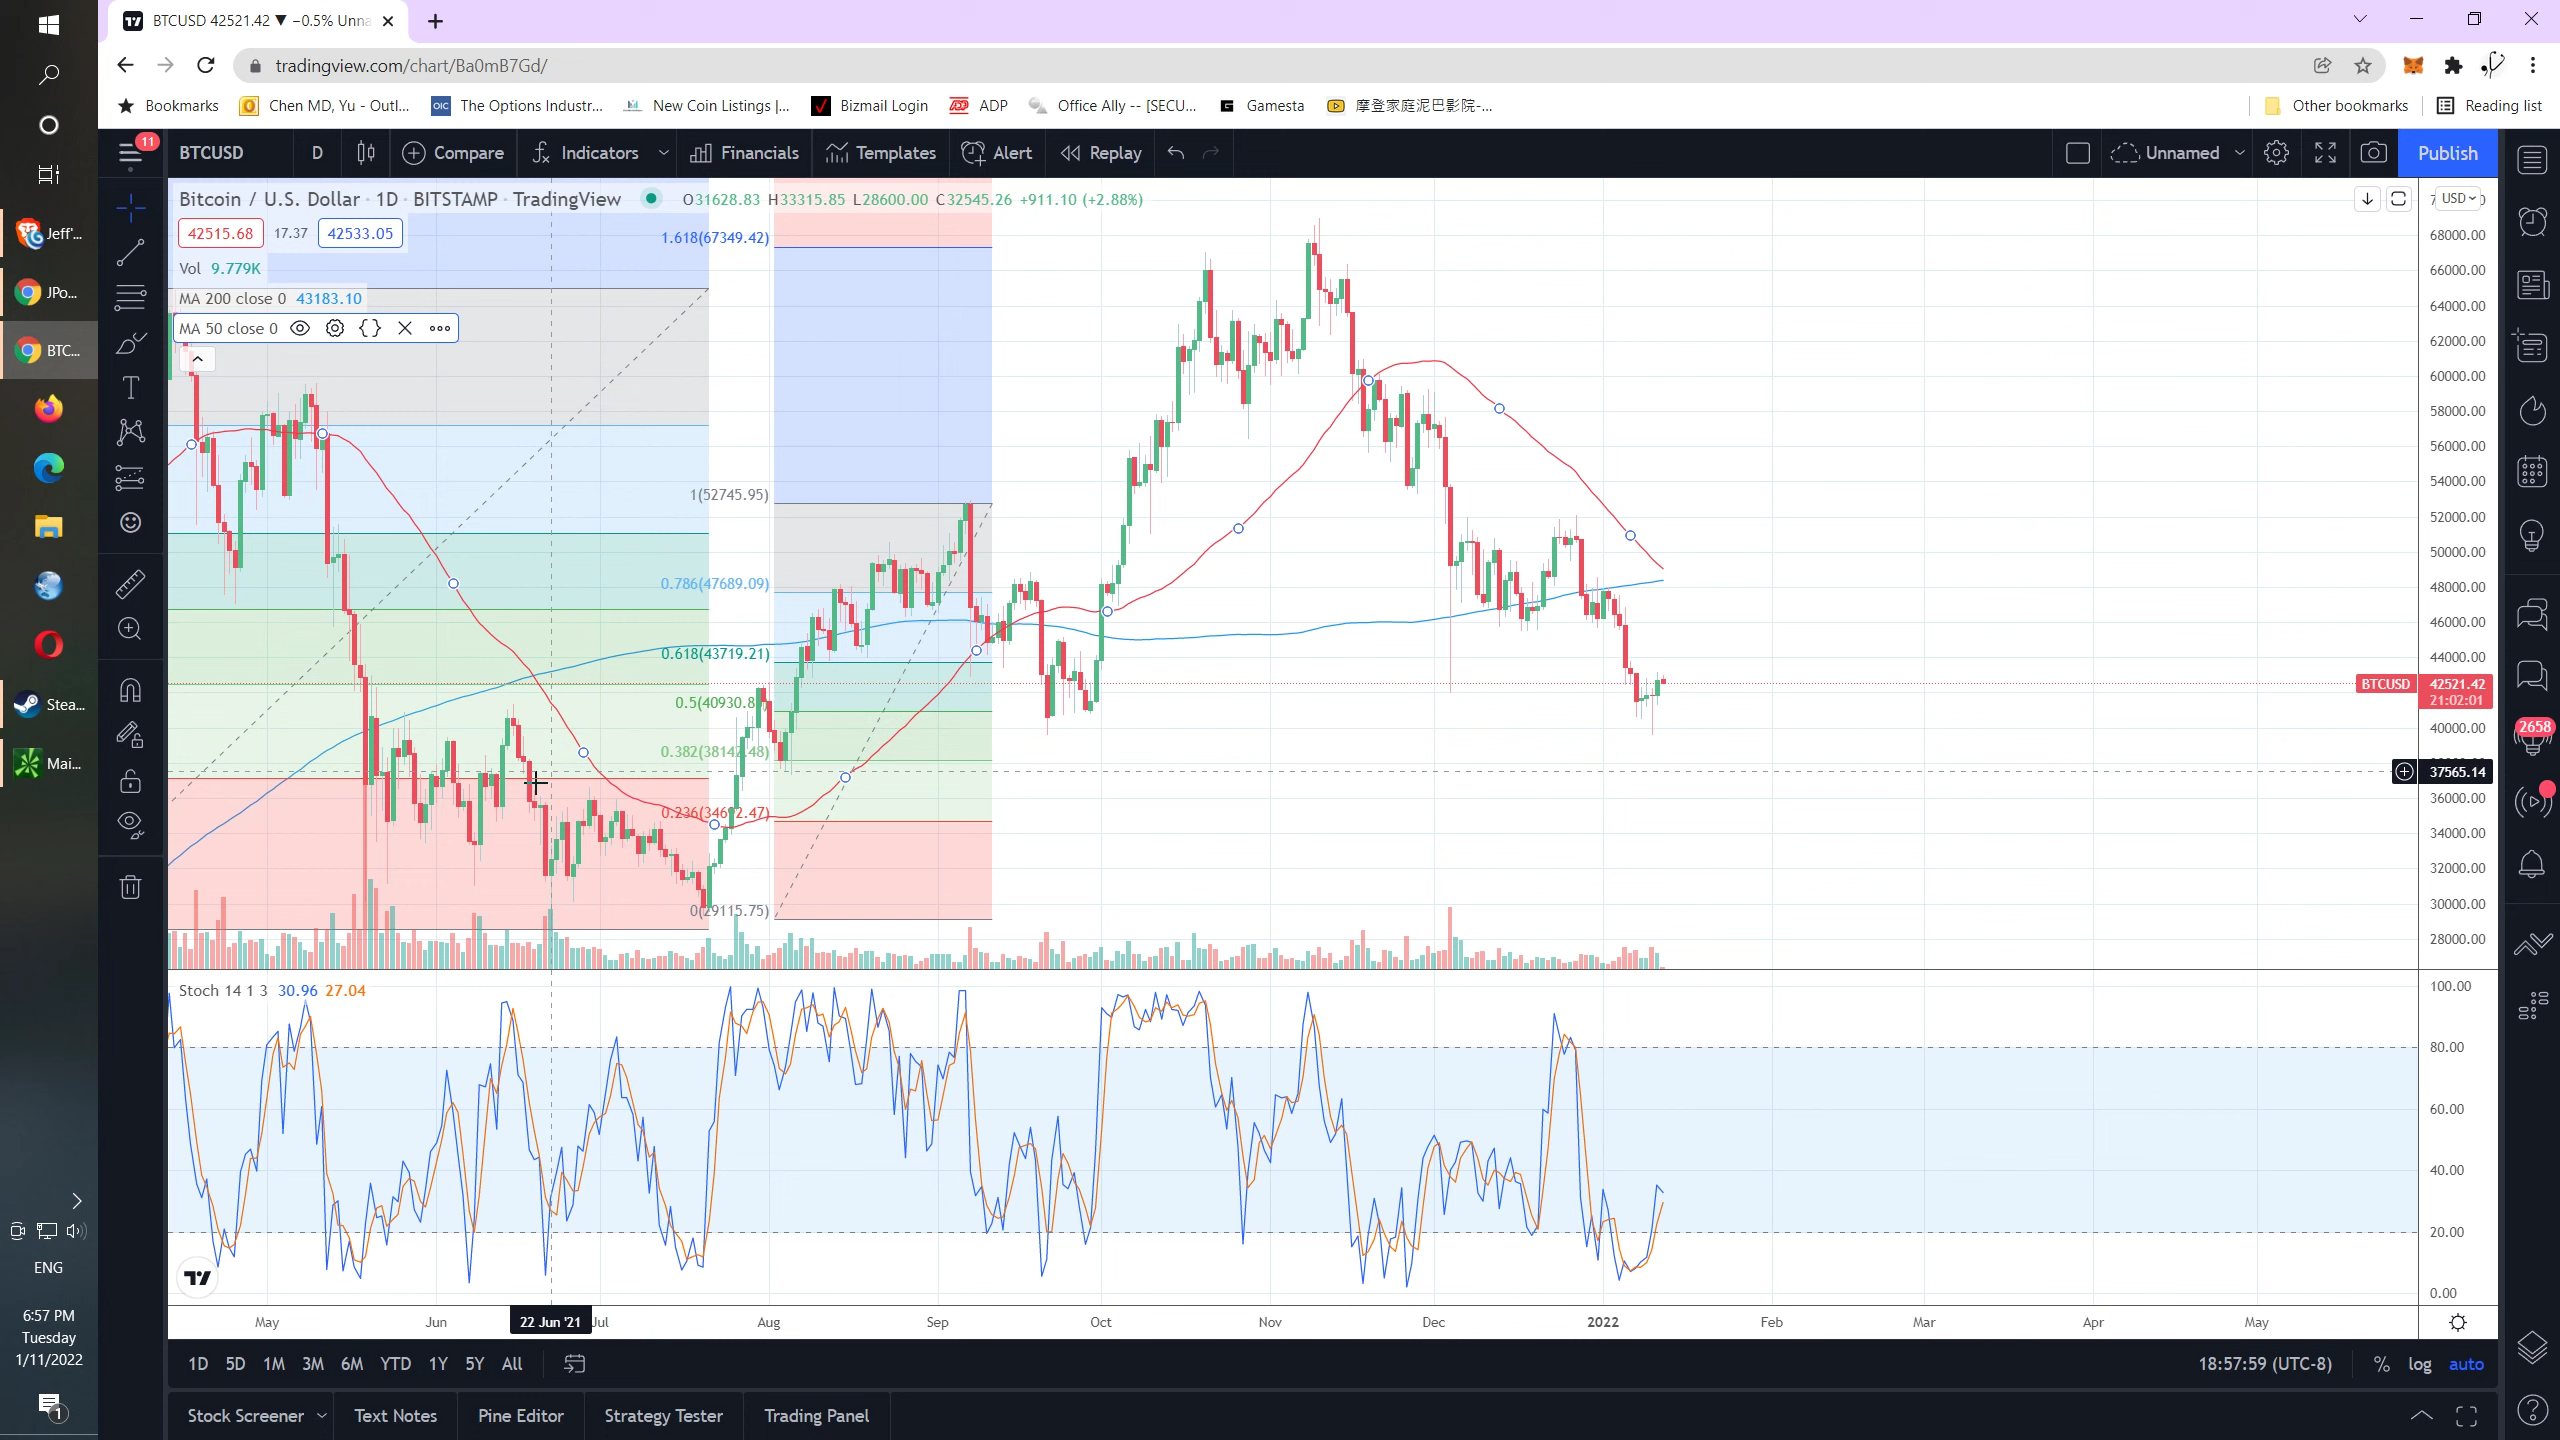 BTCUSD 42521.42 ▼ −0.5% Unna
tradingview.com/chart/Ba0mB7Gd/
Bookmarks
Chen MD, Yu - Outl...
The Options Industr...
New Coin Listings |...
Bizmail Login
ADP
Office Ally -- [SECU...
Gamesta
摩登家庭泥巴影院-...
Other bookmarks
Reading list
11
BTCUSD
D
Compare
Indicators
Financials
Templates
Alert
Replay
Unnamed
Publish
Bitcoin / U.S. Dollar · 1D · BITSTAMP · TradingView
O31628.83 H33315.85 L28600.00 C32545.26 +911.10 (+2.88%)
42515.68
17.37
42533.05
Vol 9.779K
MA 200 close 0 43183.10
MA 50 close 0
USD
1.618(67349.42)
1(52745.95)
0.786(47689.09)
0.618(43719.21)
0.382(38142.48)
0.236(34692.47)
0(29115.75)
68000.00
66000.00
64000.00
62000.00
60000.00
58000.00
56000.00
54000.00
52000.00
50000.00
48000.00
46000.00
44000.00
BTCUSD
42521.42
21:02:01
40000.00
37565.14
36000.00
34000.00
32000.00
30000.00
28000.00
Stoch 14 1 3 30.96 27.04
100.00
80.00
60.00
40.00
20.00
0.00
May
Jun
22 Jun '21
Jul
Aug
Sep
Oct
Nov
Dec
2022
Feb
Mar
Apr
May
1D
5D
1M
3M
6M
YTD
1Y
5Y
All
18:57:59 (UTC-8)
%
log
auto
Stock Screener
Text Notes
Pine Editor
Strategy Tester
Trading Panel
2658
Jeff'...
JPo...
BTC...
Stea...
Mai...
ENG
6:57 PM
Tuesday
1/11/2022
1